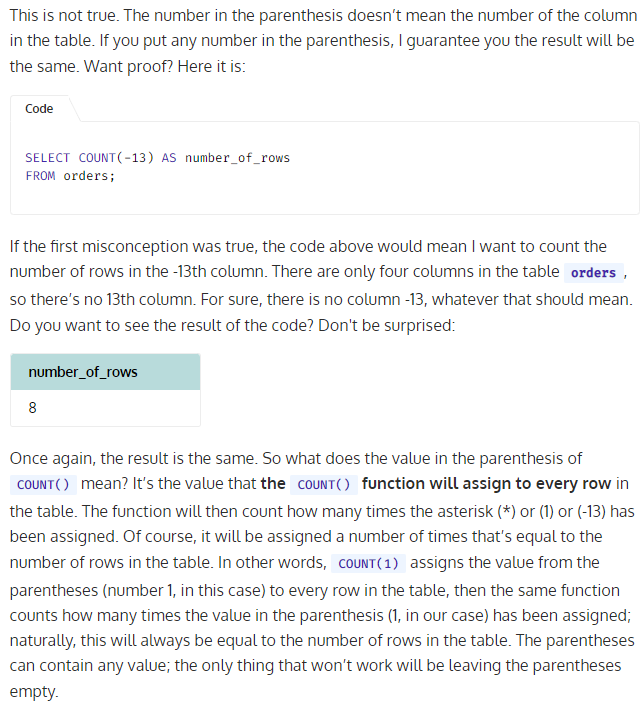 This is not true. The number in the parenthesis doesn’t mean the number of the column
in the table. If you put any number in the parenthesis, I guarantee you the result will be
the same. Want proof? Here it is:
Code
SELECT COUNT(-13) AS number_of_rows
FROM orders;
If the first misconception was true, the code above would mean I want to count the
number of rows in the -13th column. There are only four columns in the table orders ,
so there’s no 13th column. For sure, there is no column -13, whatever that should mean.
Do you want to see the result of the code? Don't be surprised:
number_of_rows
8
Once again, the result is the same. So what does the value in the parenthesis of
COUNT() mean? It’s the value that the COUNT() function will assign to every row in
the table. The function will then count how many times the asterisk (*) or (1) or (-13) has
been assigned. Of course, it will be assigned a number of times that’s equal to the
number of rows in the table. In other words, COUNT(1) assigns the value from the
parentheses (number 1, in this case) to every row in the table, then the same function
counts how many times the value in the parenthesis (1, in our case) has been assigned;
naturally, this will always be equal to the number of rows in the table. The parentheses
can contain any value; the only thing that won’t work will be leaving the parentheses
empty.